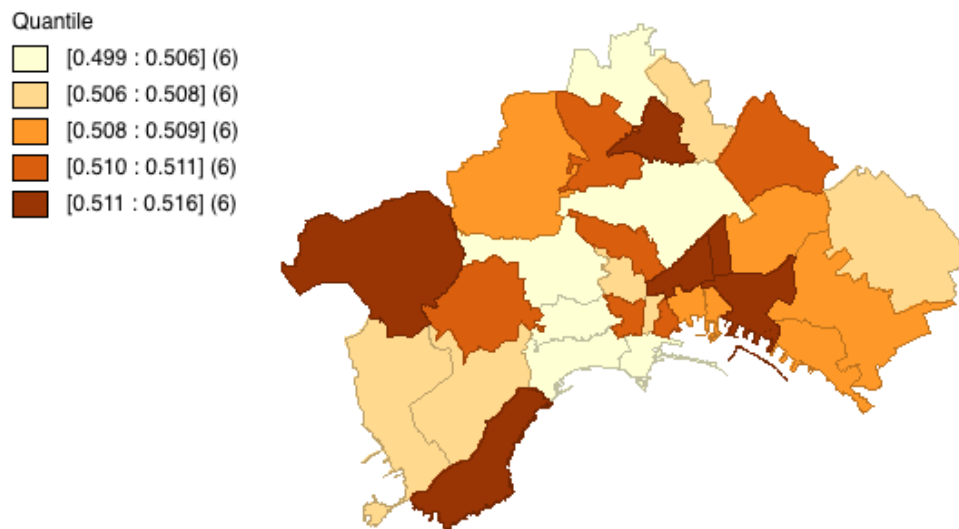 Quantile
[0.499 : 0.506] (6)
[0.506 : 0.508] (6)
[0.508 : 0.509] (6)
[0.510 : 0.511] (6)
[0.511 : 0.516] (6)